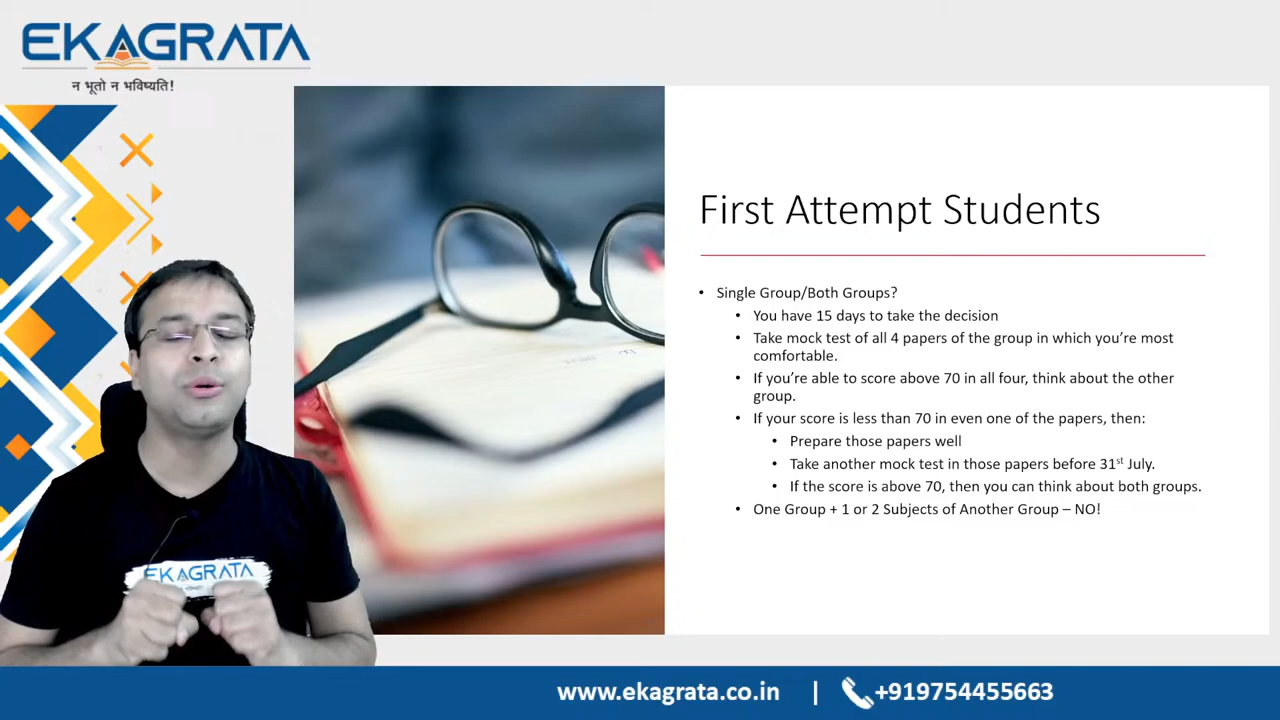 EKAGRATA
न भूतो न भविष्यति!
First Attempt Students
• Single Group/Both Groups?
• You have 15 days to take the decision
• Take mock test of all 4 papers of the group in which you’re most
comfortable.
• If you’re able to score above 70 in all four, think about the other
group.
• If your score is less than 70 in even one of the papers, then:
• Prepare those papers well
• Take another mock test in those papers before 31st July.
• If the score is above 70, then you can think about both groups.
• One Group + 1 or 2 Subjects of Another Group – NO!
EKAGRATA
www.ekagrata.co.in | +919754455663